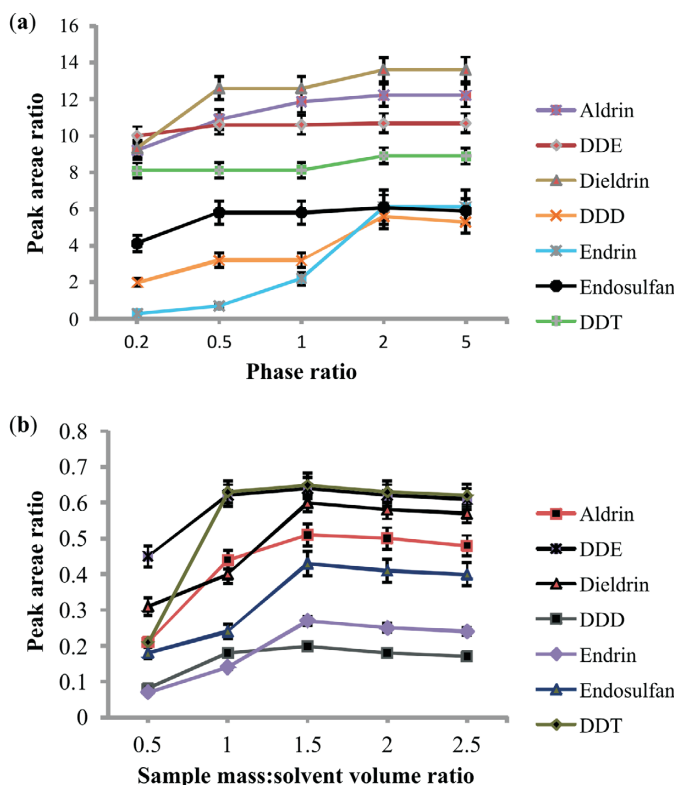 (a)
16
14
12
10
8
6
4
2
0
Peak areae ratio
0.2 0.5 1 2 5
Phase ratio
Aldrin
DDE
Dieldrin
DDD
Endrin
Endosulfan
DDT
(b)
0.8
0.7
0.6
0.5
0.4
0.3
0.2
0.1
0
Peak areae ratio
0.5 1 1.5 2 2.5
Sample mass:solvent volume ratio
Aldrin
DDE
Dieldrin
DDD
Endrin
Endosulfan
DDT